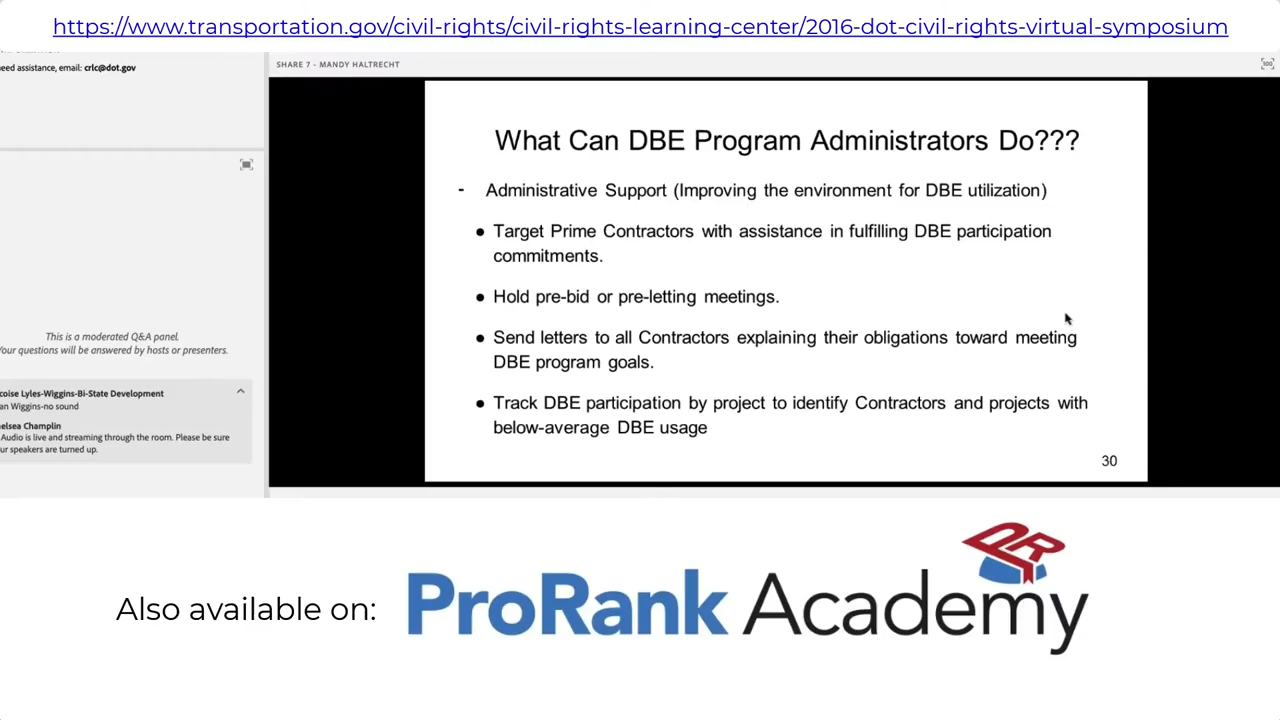 https://www.transportation.gov/civil-rights/civil-rights-learning-center/2016-dot-civil-rights-virtual-symposium
need assistance, email: crlc@dot.gov
SHARE 7 - MANDY HALTRECHT
What Can DBE Program Administrators Do???
- Administrative Support (Improving the environment for DBE utilization)
● Target Prime Contractors with assistance in fulfilling DBE participation
commitments.
● Hold pre-bid or pre-letting meetings.
● Send letters to all Contractors explaining their obligations toward meeting
DBE program goals.
● Track DBE participation by project to identify Contractors and projects with
below-average DBE usage
30
This is a moderated Q&A panel.
Your questions will be answered by hosts or presenters.
coise Lyles-Wiggins-Bi-State Development
an Wiggins-no sound
elsea Champlin
Audio is live and streaming through the room. Please be sure
ur speakers are turned up.
Also available on:
ProRank Academy
PR